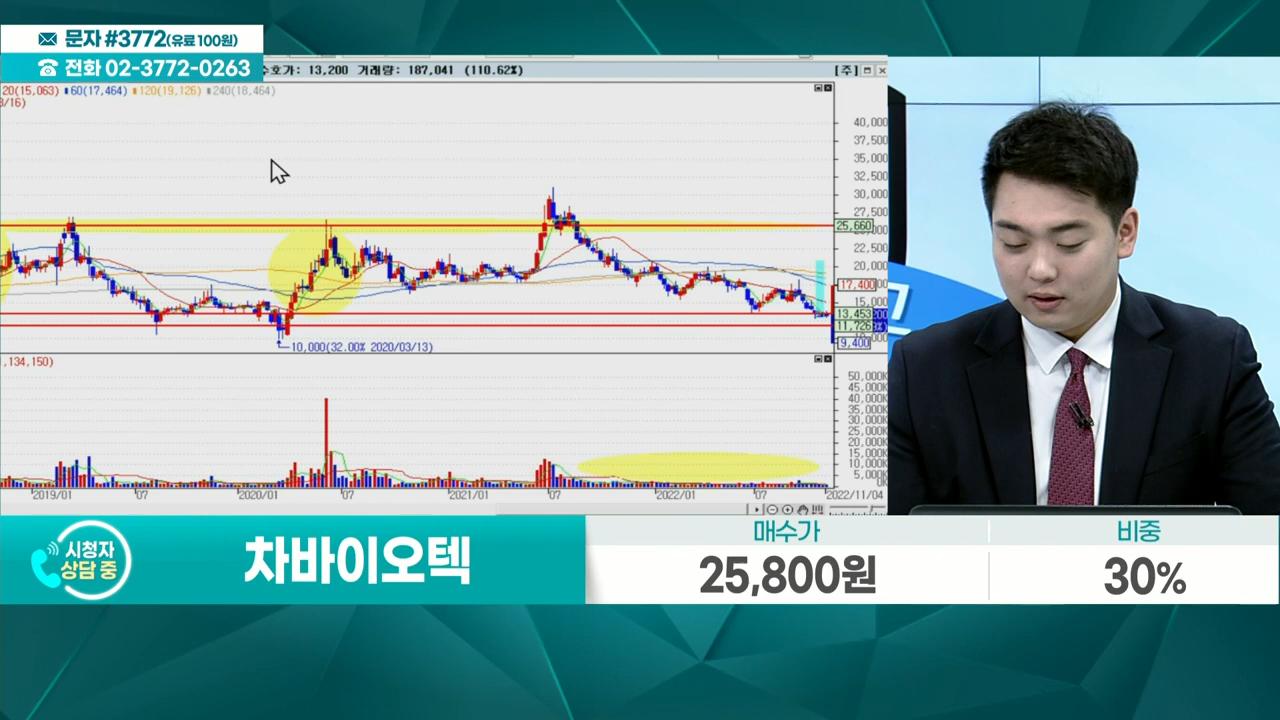 문자 #3772(유료 100원)
전화 02-3772-0263
수호가: 13,200 거래량: 187,041 (110.62%)
[주]
20(15,063) 60(17,464) 120(19,126) 240(18,464)
3/16)
40,000
37,500
35,000
32,500
30,000
27,500
25,660
22,500
20,000
17,400
15,000
13,453
11,726
9,400
10,000(32.00% 2020/03/13)
,134,150)
50,000K
45,000K
40,000K
35,000K
30,000K
25,000K
20,000K
15,000K
10,000K
5,000K
2019/01 07 2020/01 07 2021/01 07 2022/01 07 2022/11/04
시청자
상담 중
차바이오텍
매수가 비중
25,800원 30%